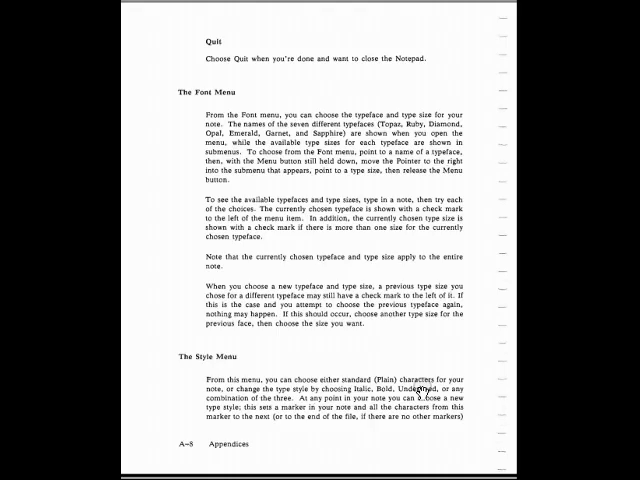 Quit
Choose Quit when you're done and want to close the Notepad.
The Font Menu
From the Font menu, you can choose the typeface and type size for your
note. The names of the seven different typefaces (Topaz, Ruby, Diamond,
Opal, Emerald, Garnet, and Sapphire) are shown when you open the
menu, while the available type sizes for each typeface are shown in
submenus. To choose from the Font menu, point to a name of a typeface,
then, with the Menu button still held down, move the Pointer to the right
into the submenu that appears, point to a type size, then release the Menu
button.
To see the available typefaces and type sizes, type in a note, then try each
of the choices. The currently chosen typeface is shown with a check mark
to the left of the menu item. In addition, the currently chosen type size is
shown with a check mark if there is more than one size for the currently
chosen typeface.
Note that the currently chosen typeface and type size apply to the entire
note.
When you choose a new typeface and type size, a previous type size you
chose for a different typeface may still have a check mark to the left of it. If
this is the case and you attempt to choose the previous typeface again,
nothing may happen. If this should occur, choose another type size for the
previous face, then choose the size you want.
The Style Menu
From this menu, you can choose either standard (Plain) characters for your
note, or change the type style by choosing Italic, Bold, Underlined, or any
combination of the three. At any point in your note you can choose a new
type style; this sets a marker in your note and all the characters from this
marker to the next (or to the end of the file, if there are no other markers)
A-8 Appendices